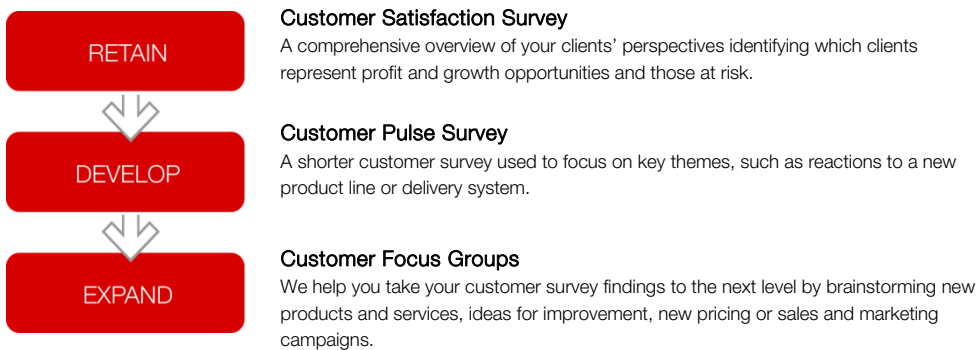 RETAIN
Customer Satisfaction Survey
A comprehensive overview of your clients’ perspectives identifying which clients
represent profit and growth opportunities and those at risk.
DEVELOP
Customer Pulse Survey
A shorter customer survey used to focus on key themes, such as reactions to a new
product line or delivery system.
EXPAND
Customer Focus Groups
We help you take your customer survey findings to the next level by brainstorming new
products and services, ideas for improvement, new pricing or sales and marketing
campaigns.